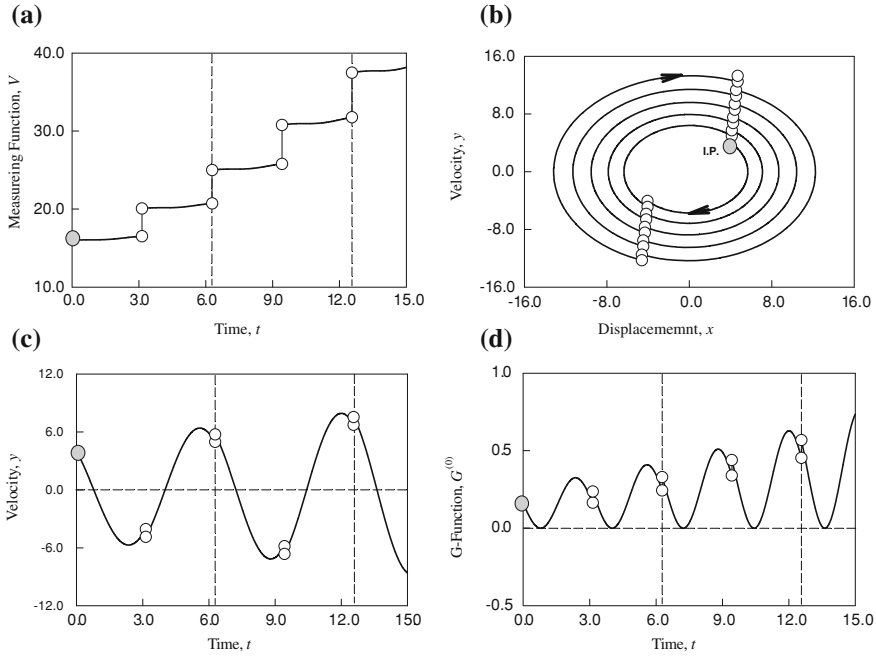 (a)
40.0
30.0
20.0
10.0
Measureing Function, V
0.0 3.0 6.0 9.0 12.0 15.0
Time, t
(b)
16.0
8.0
0.0
-8.0
-16.0
Velocity, y
I.P.
-16.0 -8.0 0.0 8.0 16.0
Displacememnt, x
(c)
12.0
6.0
0.0
-6.0
-12.0
Velocity, y
0.0 3.0 6.0 9.0 12.0 150
Time, t
(d)
1.0
0.5
0.0
-0.5
G-Function, G(0)
0.0 3.0 6.0 9.0 12.0 15.0
Time, t